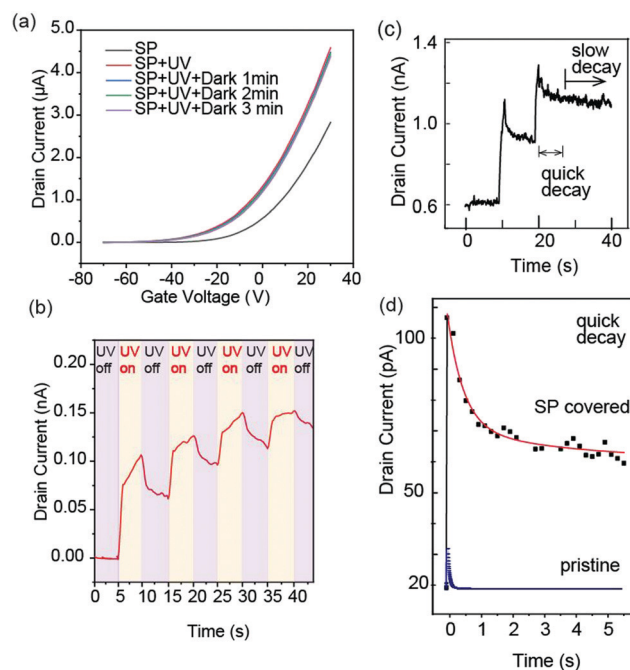 (a)
SP
SP+UV
SP+UV+Dark 1min
SP+UV+Dark 2min
SP+UV+Dark 3 min
Drain Current (µA)
5.0
4.0
3.0
2.0
1.0
0.0
-80 -60 -40 -20 0 20 40
Gate Voltage ( V)
(b)
UV UV UV UV UV UV UV UV UV
off on off on off on off on off
Drain Current (nA)
0.20
0.15
0.10
0.05
0.00
0 5 10 15 20 25 30 35 40
Time (s)
(c)
slow
decay
quick
decay
Drain Current (nA)
1.4
1.0
0.6
0 20 40
Time (s)
(d)
quick
decay
SP covered
pristine
Drain Current (pA)
100
50
20
0 1 2 3 4 5
Time (s)